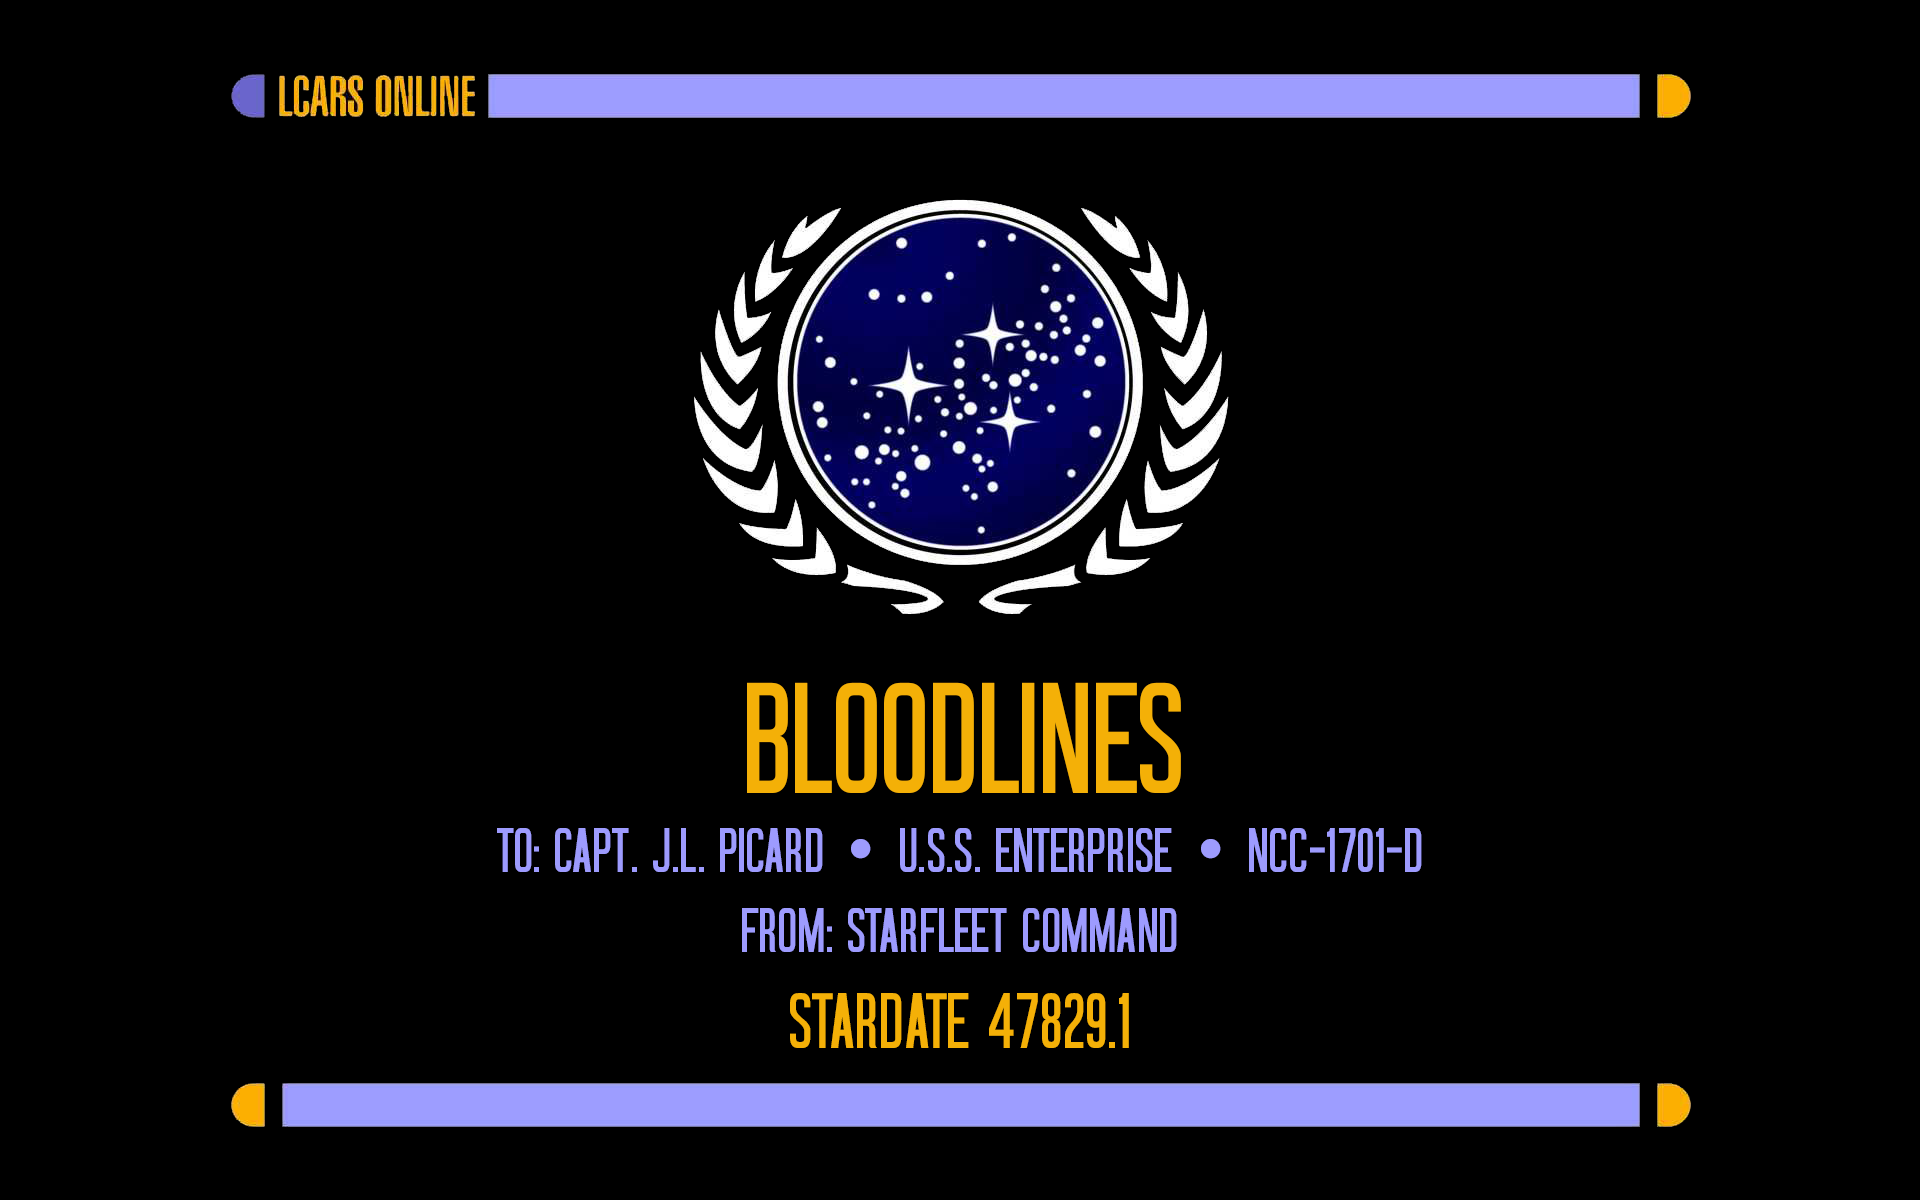 LCARS ONLINE
BLOODLINES
TO: CAPT. J.L. PICARD • U.S.S. ENTERPRISE • NCC-1701-D
FROM: STARFLEET COMMAND
STARDATE 47829.1